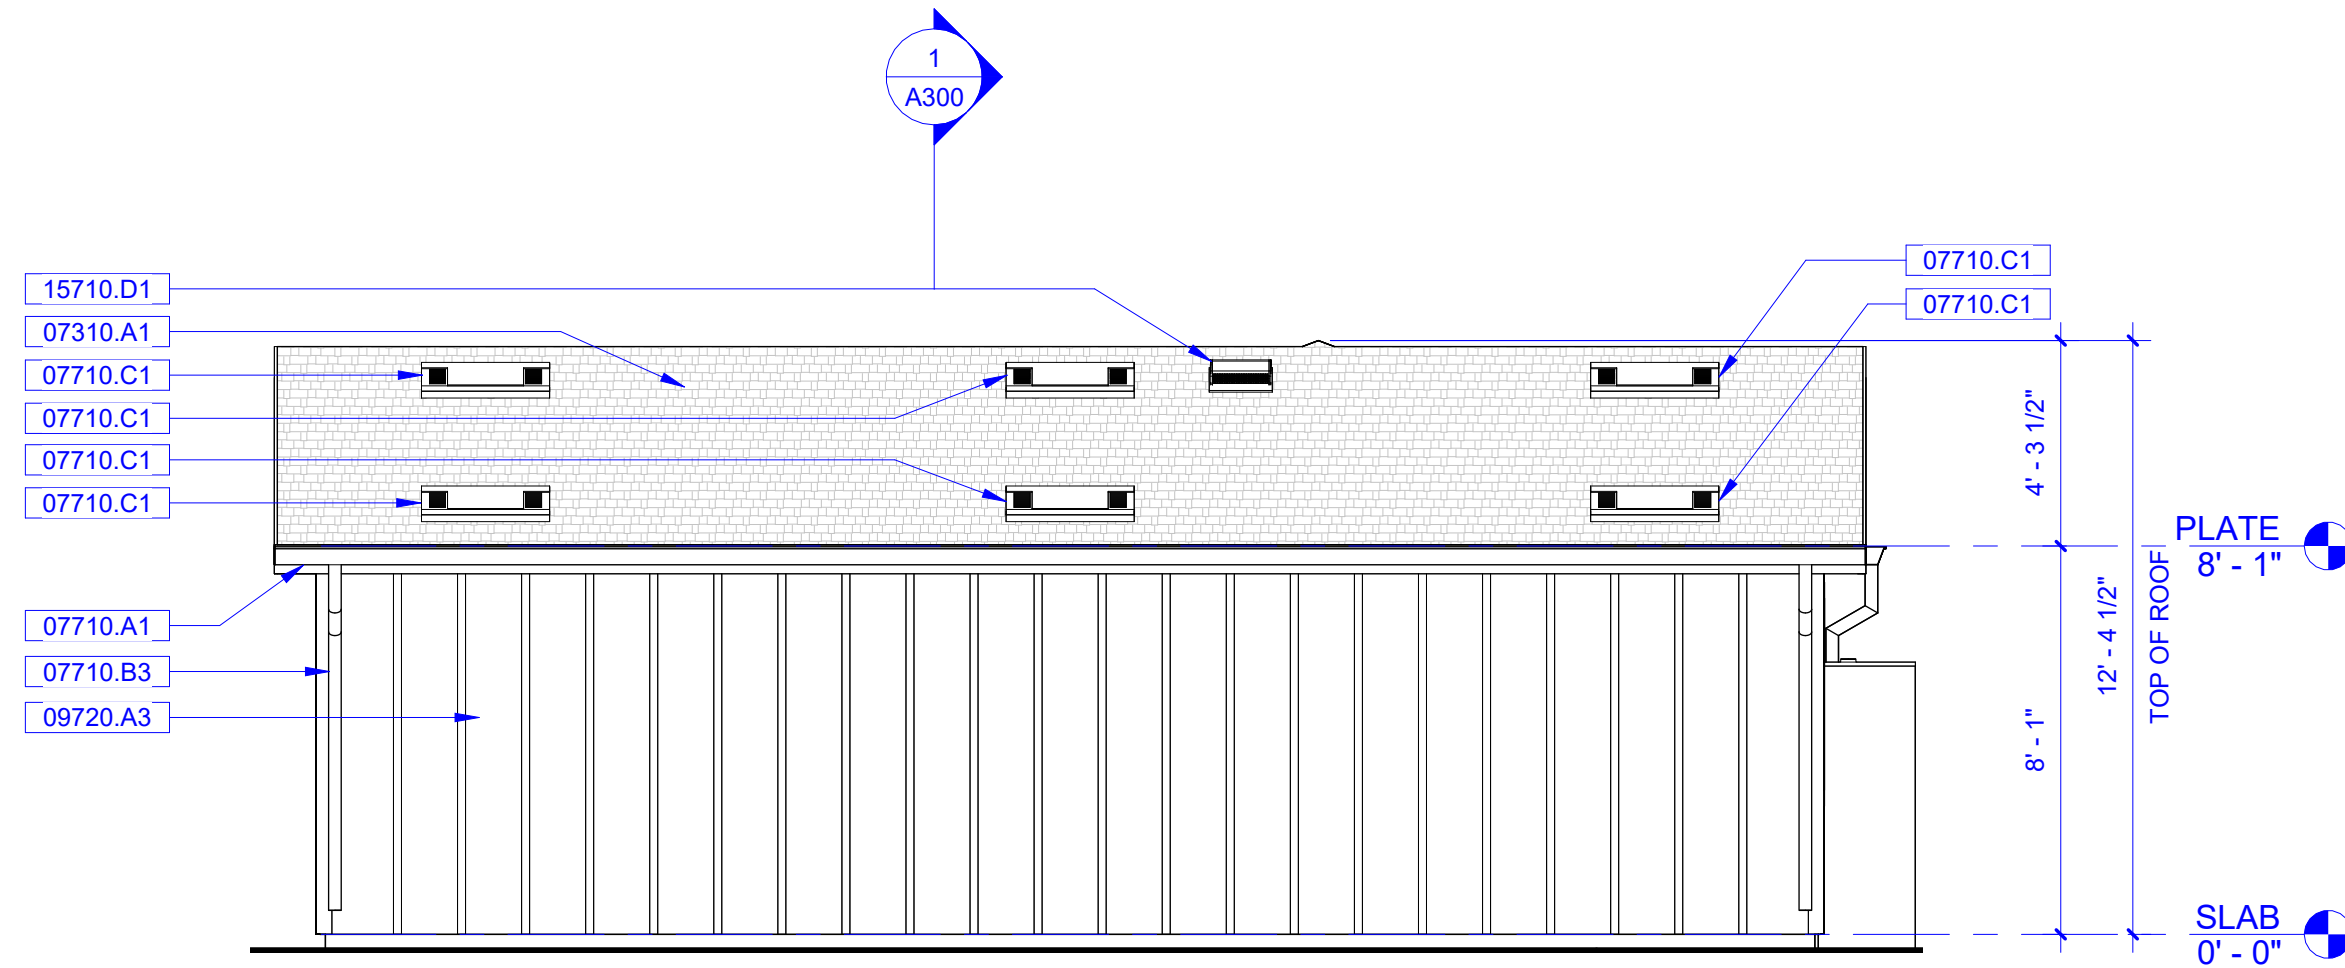 1
A300
15710.D1
07310.A1
07710.C1
07710.C1
07710.C1
07710.C1
07710.A1
07710.B3
09720.A3
07710.C1
07710.C1
4' - 3 1/2"
8' - 1"
12' - 4 1/2"
TOP OF ROOF
PLATE
8' - 1"
SLAB
0' - 0"